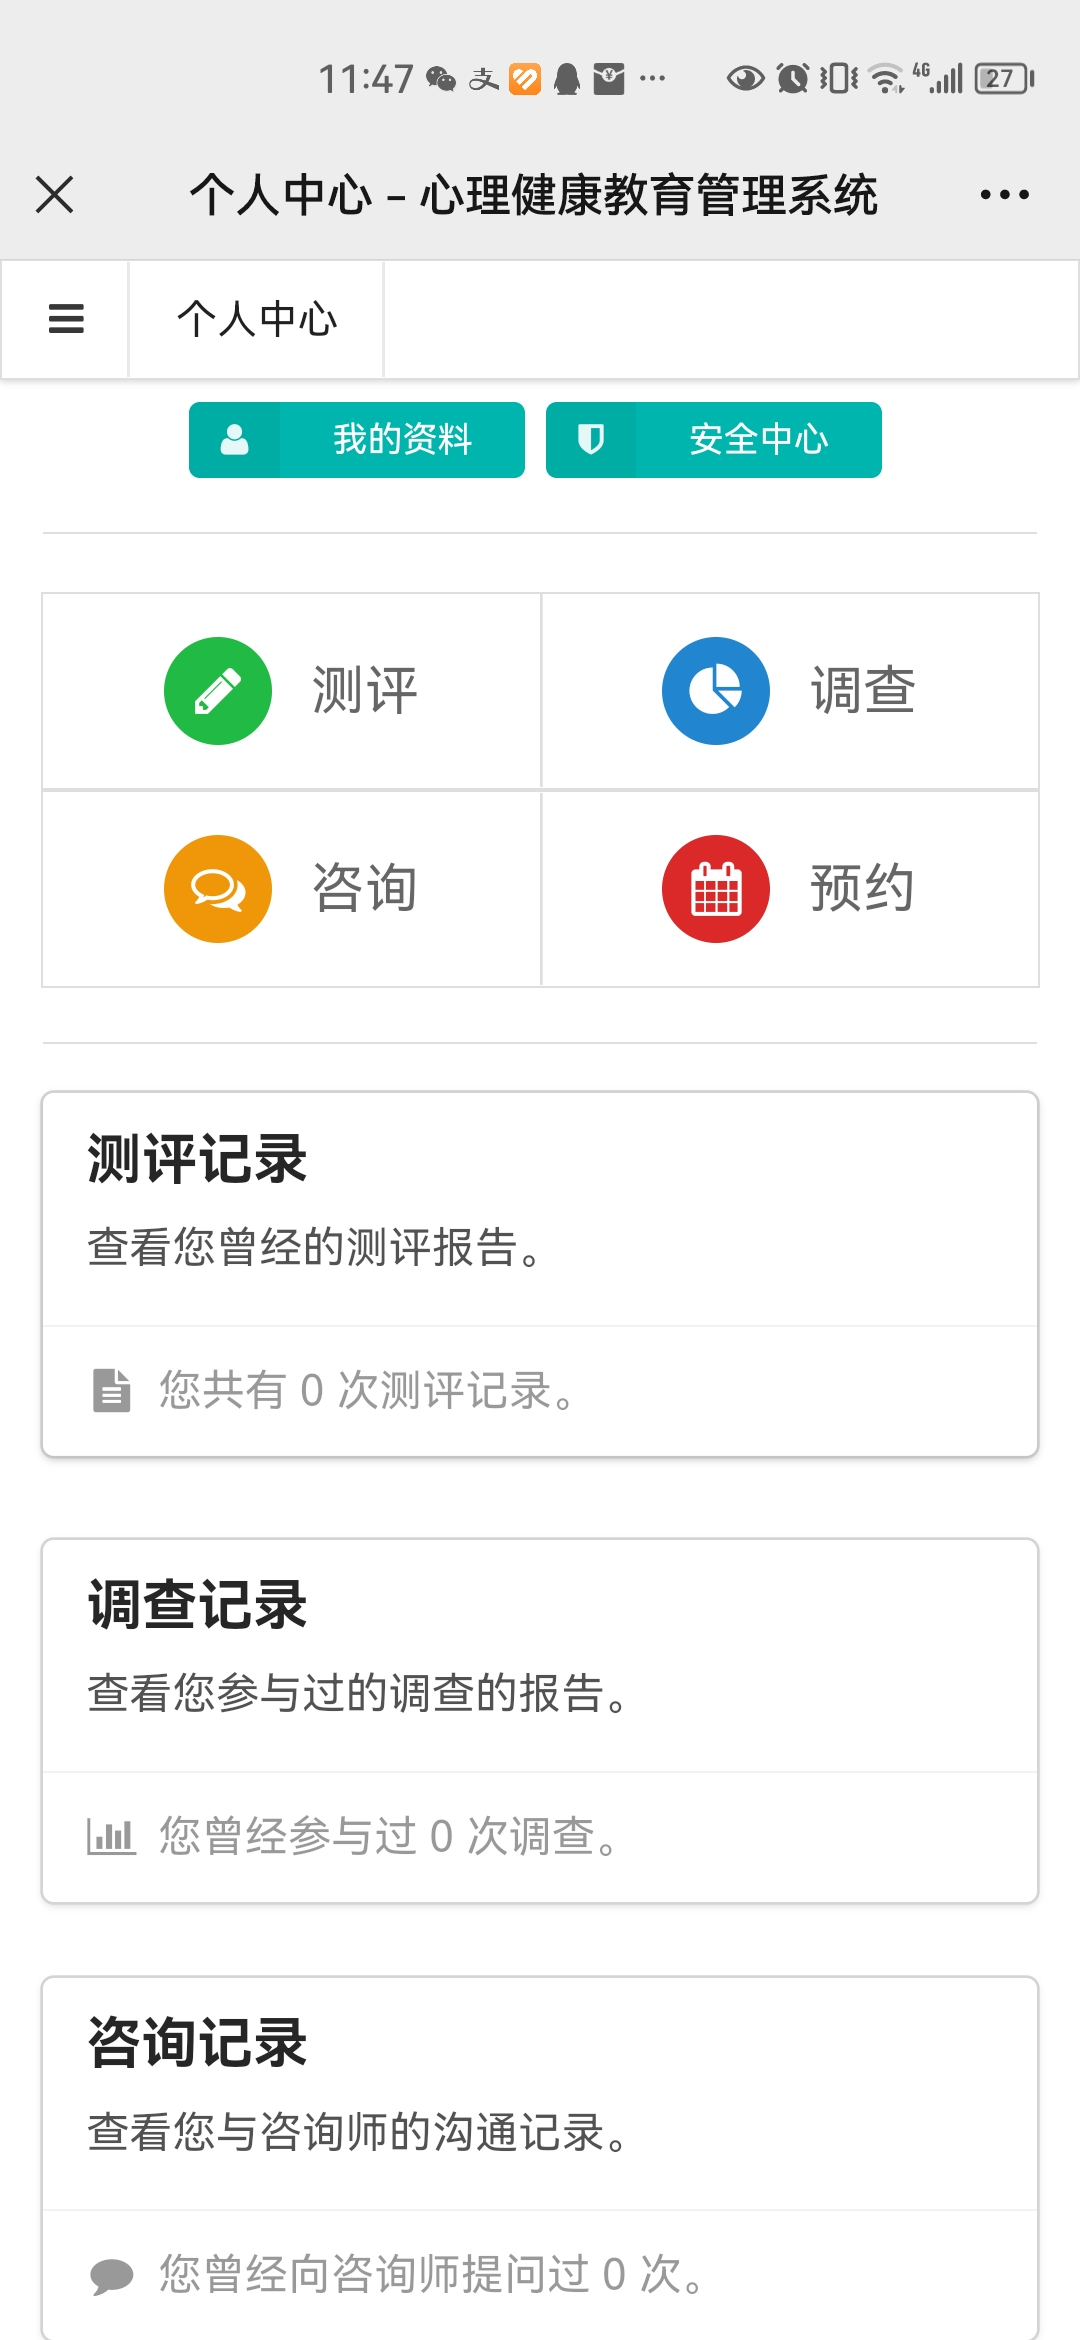 11:47
4G
27
个人中心 – 心理健康教育管理系统
个人中心
我的资料
安全中心
测评
调查
咨询
预约
测评记录
查看您曾经的测评报告。
您共有 0 次测评记录。
调查记录
查看您参与过的调查的报告。
您曾经参与过 0 次调查。
咨询记录
查看您与咨询师的沟通记录。
您曾经向咨询师提问过 0 次。